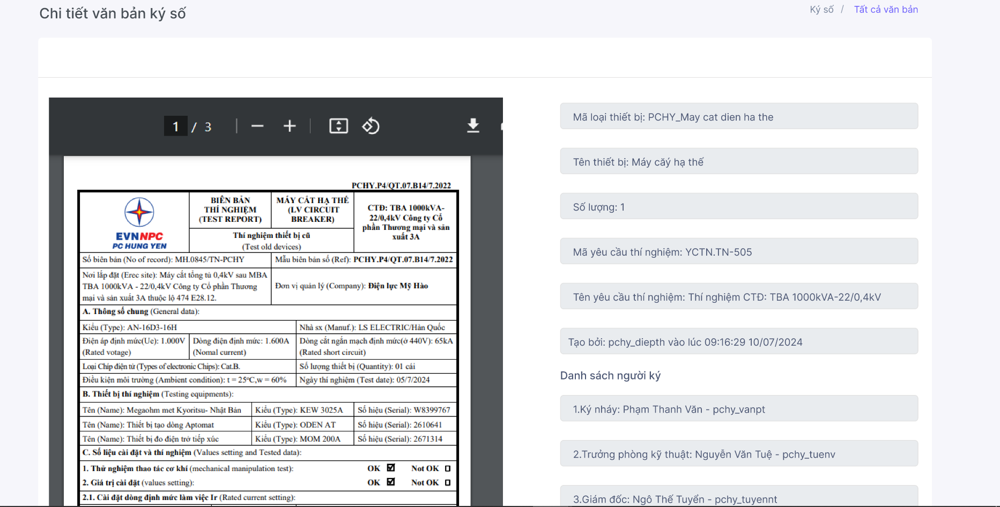 Chi tiết văn bản ký số
Ký số / Tất cả văn bản
1 / 3
PCHY.P4/QT.07.B14/7.2022
EVNNPC
PC HUNG YEN
BIÊN BẢN
THÍ NGHIỆM
(TEST REPORT)
MÁY CẮT HẠ THẾ
(LV CIRCUIT
BREAKER)
Thí nghiệm thiết bị cũ
(Test old devices)
CTĐ: TBA 1000kVA-
22/0,4kV Công ty Cổ
phần Thương mại và sản
xuất 3A
Số biên bản (No of record): MH.0845/TN-PCHY
Mẫu biên bản số (Ref): PCHY.P4/QT.07.B14/7.2022
Nơi lắp đặt (Erec site): Máy cắt tổng tủ 0,4kV sau MBA
TBA 1000kVA - 22/0,4kV Công ty Cổ phần Thương
mại và sản xuất 3A thuộc lộ 474 E28.12.
Đơn vị quản lý (Company): Điện lực Mỹ Hào
A. Thông số chung (General data):
Kiểu (Type): AN-16D3-16H
Nhà sx (Manuf.): LS ELECTRIC/Hàn Quốc
Điện áp định mức(Ue): 1.000V
(Rated votage)
Dòng điện định mức: 1.600A
(Nomal current)
Dòng cắt ngắn mạch định mức(ở 440V): 65kA
(Rated short circuit)
Loại Chíp điện tử (Types of electronic Chips): Cat.B.
Số lượng thiết bị (Quantity): 01 cái
Điều kiện môi trường (Ambient condition): t = 25ºC,w = 60%
Ngày thí nghiệm (Test date): 05/7/2024
B. Thiết bị thí nghiệm (Testing equipments):
Tên (Name): Megaohm met Kyoritsu- Nhật Bản
Kiểu (Type): KEW 3025A
Số hiệu (Serial): W8399767
Tên (Name): Thiết bị tạo dòng Aptomat
Kiểu (Type): ODEN AT
Số hiệu (Serial): 2610641
Tên (Name): Thiết bị đo điện trở tiếp xúc
Kiểu (Type): MOM 200A
Số hiệu (Serial): 2671314
C. Số liệu cài đặt và thí nghiệm (Values setting and Tested data):
1. Thử nghiệm thao tác cơ khí (mechanical manipulation test): OK ☑ Not OK ☐
2. Giá trị cài đặt (values setting): OK ☑ Not OK ☐
2.1. Cài đặt dòng định mức làm việc Ir (Rated current setting):
Mã loại thiết bị: PCHY_May cat dien ha the
Tên thiết bị: Máy cắý hạ thế
Số lượng: 1
Mã yêu cầu thí nghiệm: YCTN.TN-505
Tên yêu cầu thí nghiệm: Thí nghiệm CTĐ: TBA 1000kVA-22/0,4kV
Tạo bởi: pchy_diepth vào lúc 09:16:29 10/07/2024
Danh sách người ký
1.Ký nháy: Phạm Thanh Văn - pchy_vanpt
2.Trưởng phòng kỹ thuật: Nguyễn Văn Tuệ - pchy_tuenv
3.Giám đốc: Ngô Thế Tuyển - pchy_tuyennt